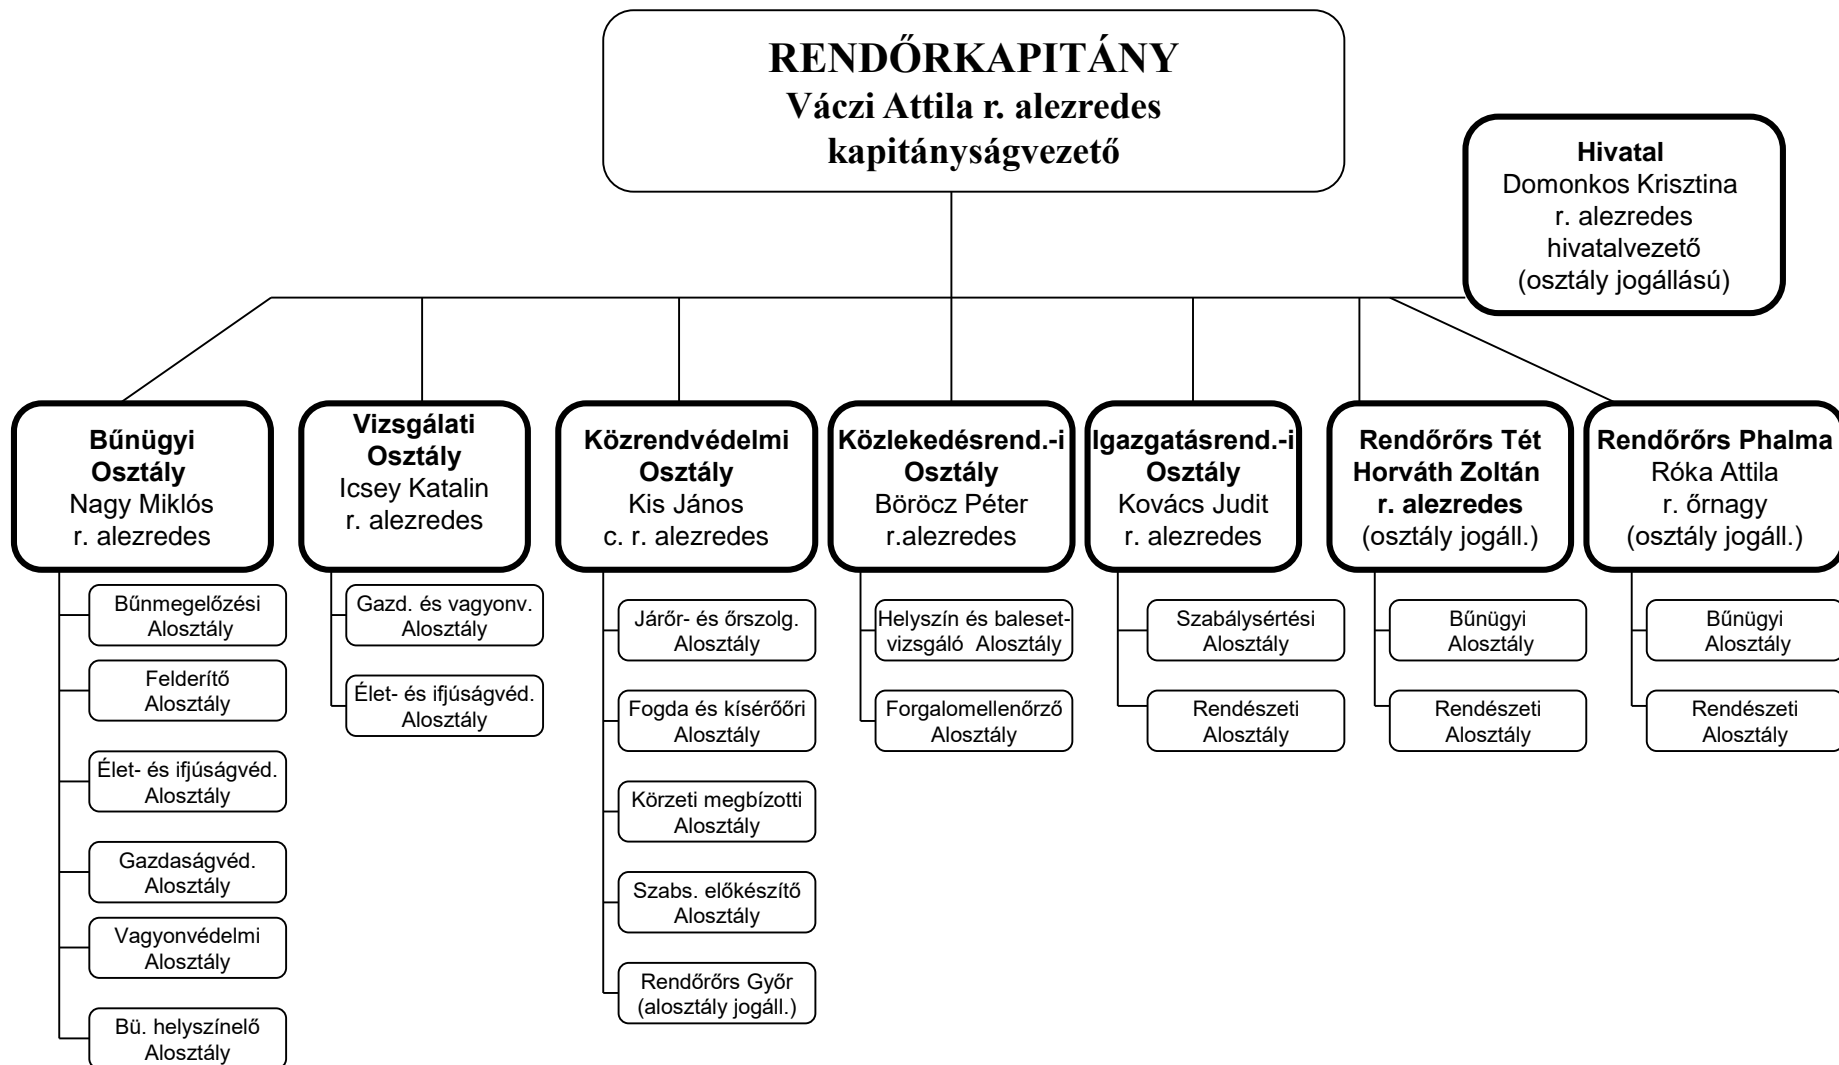 RENDŐRKAPITÁNY
Váczi Attila r. alezredes
kapitányságvezető
Hivatal
Domonkos Krisztina
r. alezredes
hivatalvezető
(osztály jogállású)
Bűnügyi
Osztály
Nagy Miklós
r. alezredes
Bűnmegelőzési
Alosztály
Felderítő
Alosztály
Élet- és ifjúságvéd.
Alosztály
Gazdaságvéd.
Alosztály
Vagyonvédelmi
Alosztály
Bü. helyszínelő
Alosztály
Vizsgálati
Osztály
Icsey Katalin
r. alezredes
Gazd. és vagyonv.
Alosztály
Élet- és ifjúságvéd.
Alosztály
Közrendvédelmi
Osztály
Kis János
c. r. alezredes
Járőr- és őrszolg.
Alosztály
Fogda és kísérőőri
Alosztály
Körzeti megbízotti
Alosztály
Szabs. előkészítő
Alosztály
Rendőrőrs Győr
(alosztály jogáll.)
Közlekedésrend.-i
Osztály
Böröcz Péter
r.alezredes
Helyszín és baleset-
vizsgáló Alosztály
Forgalomellenőrző
Alosztály
Igazgatásrend.-i
Osztály
Kovács Judit
r. alezredes
Szabálysértési
Alosztály
Rendészeti
Alosztály
Rendőrőrs Tét
Horváth Zoltán
r. alezredes
(osztály jogáll.)
Bűnügyi
Alosztály
Rendészeti
Alosztály
Rendőrőrs Phalma
Róka Attila
r. őrnagy
(osztály jogáll.)
Bűnügyi
Alosztály
Rendészeti
Alosztály